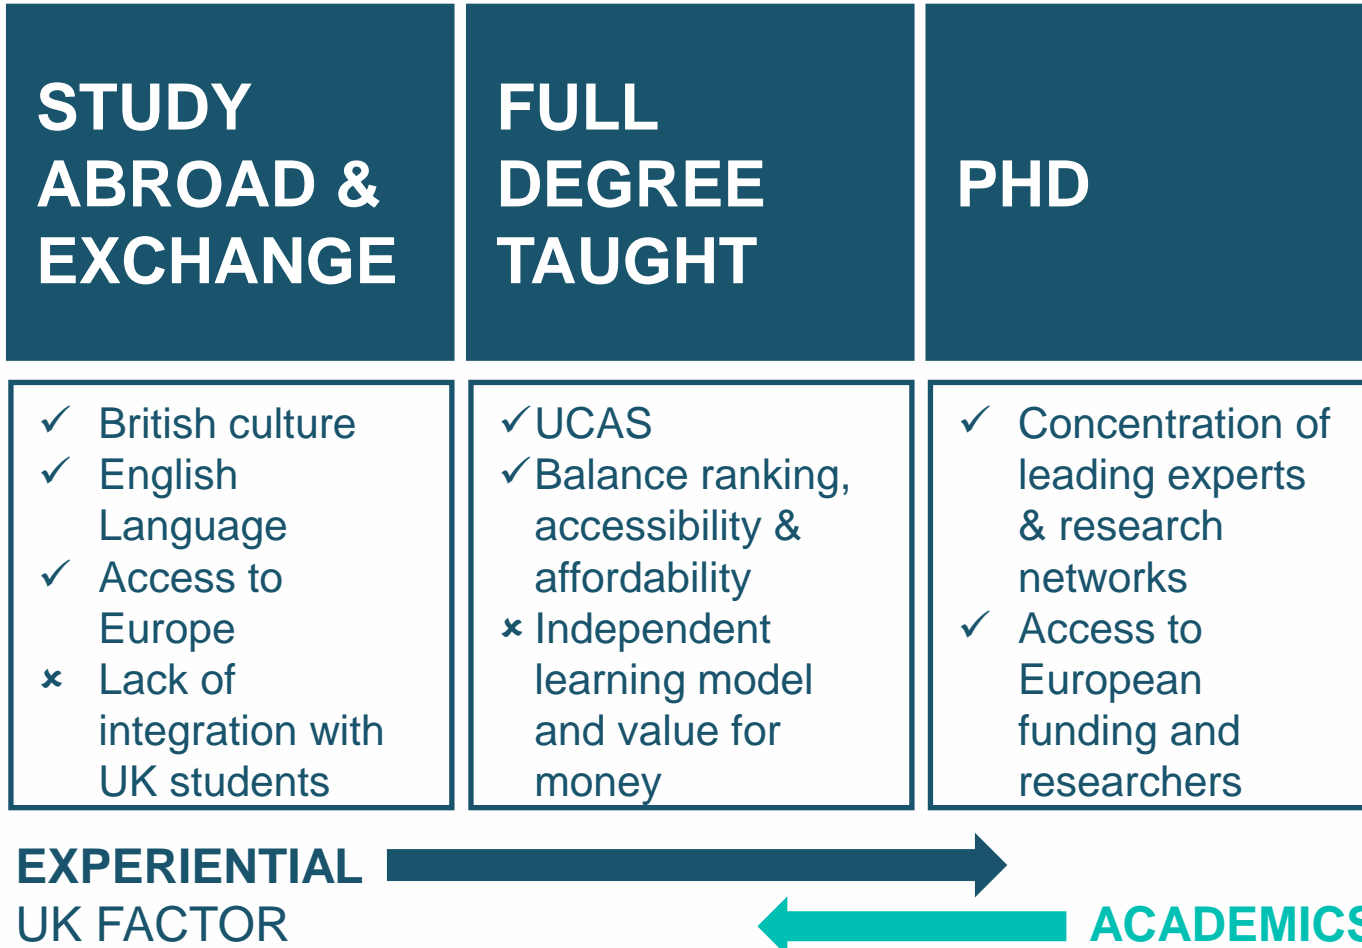 STUDY
ABROAD &
EXCHANGE
FULL
DEGREE
TAUGHT
PHD
✓ British culture
✓ English
Language
✓ Access to
Europe
× Lack of
integration with
UK students
✓ UCAS
✓ Balance ranking,
accessibility &
affordability
× Independent
learning model
and value for
money
✓ Concentration of
leading experts
& research
networks
✓ Access to
European
funding and
researchers
EXPERIENTIAL
UK FACTOR
ACADEMICS